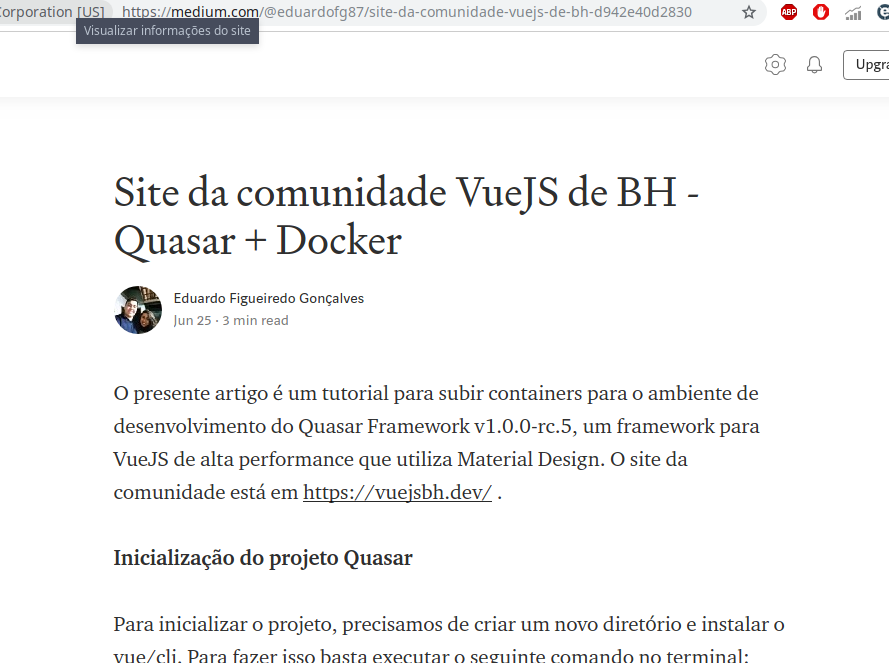 orporation [US] https://medium.com/@eduardofg87/site-da-comunidade-vuejs-de-bh-d942e40d2830
ABP
Visualizar informações do site
Upgra
Site da comunidade VueJS de BH -
Quasar + Docker
Eduardo Figueiredo Gonçalves
Jun 25 · 3 min read
O presente artigo é um tutorial para subir containers para o ambiente de
desenvolvimento do Quasar Framework v1.0.0-rc.5, um framework para
VueJS de alta performance que utiliza Material Design. O site da
comunidade está em https://vuejsbh.dev/ .
Inicialização do projeto Quasar
Para inicializar o projeto, precisamos de criar um novo diretório e instalar o
vue/cli. Para fazer isso basta executar o seguinte comando no terminal: